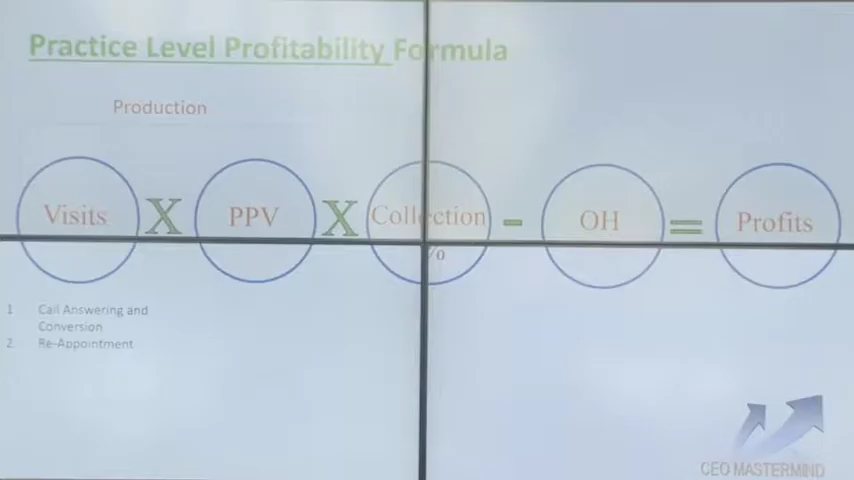 Practice Level Profitability Formula
Production
Visits X PPV X Collection % - OH = Profits
1 Call Answering and
Conversion
2 Re-Appointment
CEO MASTERMIND